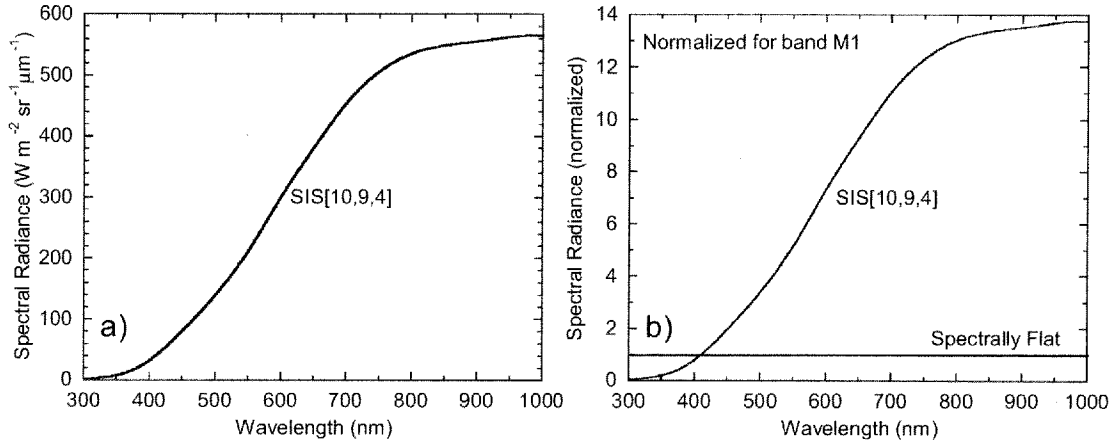 600
500
400
300
200
100
0
Spectral Radiance (W m⁻² sr⁻¹ µm⁻¹)
SIS[10,9,4]
a)
300 400 500 600 700 800 900 1000
Wavelength (nm)
14
12
10
8
6
4
2
0
Spectral Radiance (normalized)
Normalized for band M1
SIS[10,9,4]
Spectrally Flat
b)
300 400 500 600 700 800 900 1000
Wavelength (nm)